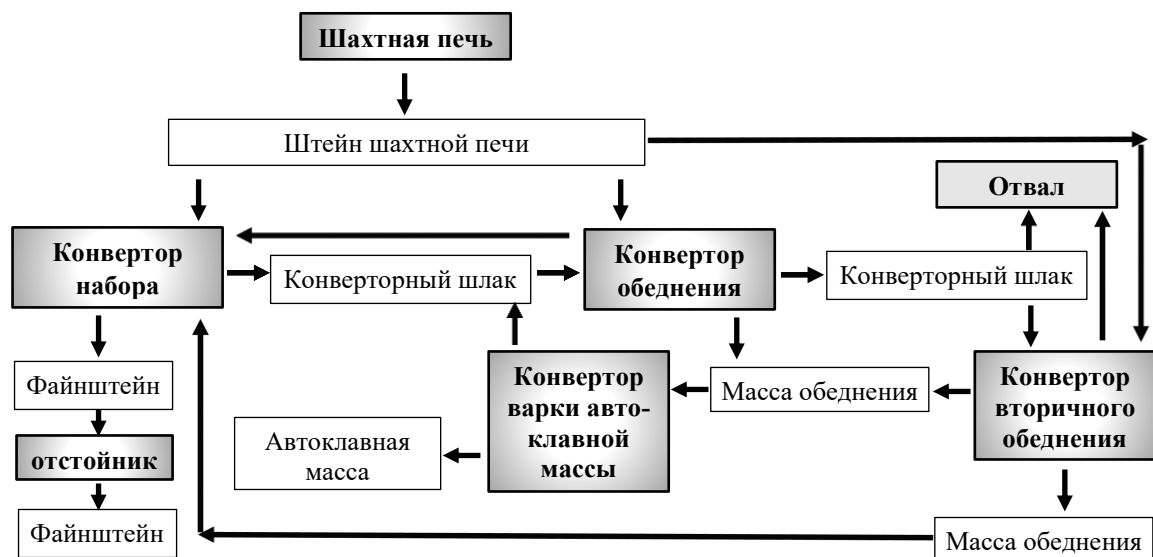 Шахтная печь
Штейн шахтной печи
Отвал
Конвертор
набора
Конверторный шлак
Конвертор
обеднения
Конверторный шлак
Файнштейн
Конвертор
варки авто-
клавной
массы
Масса обеднения
Конвертор
вторичного
обеднения
Автоклавная
масса
отстойник
Файнштейн
Масса обеднения